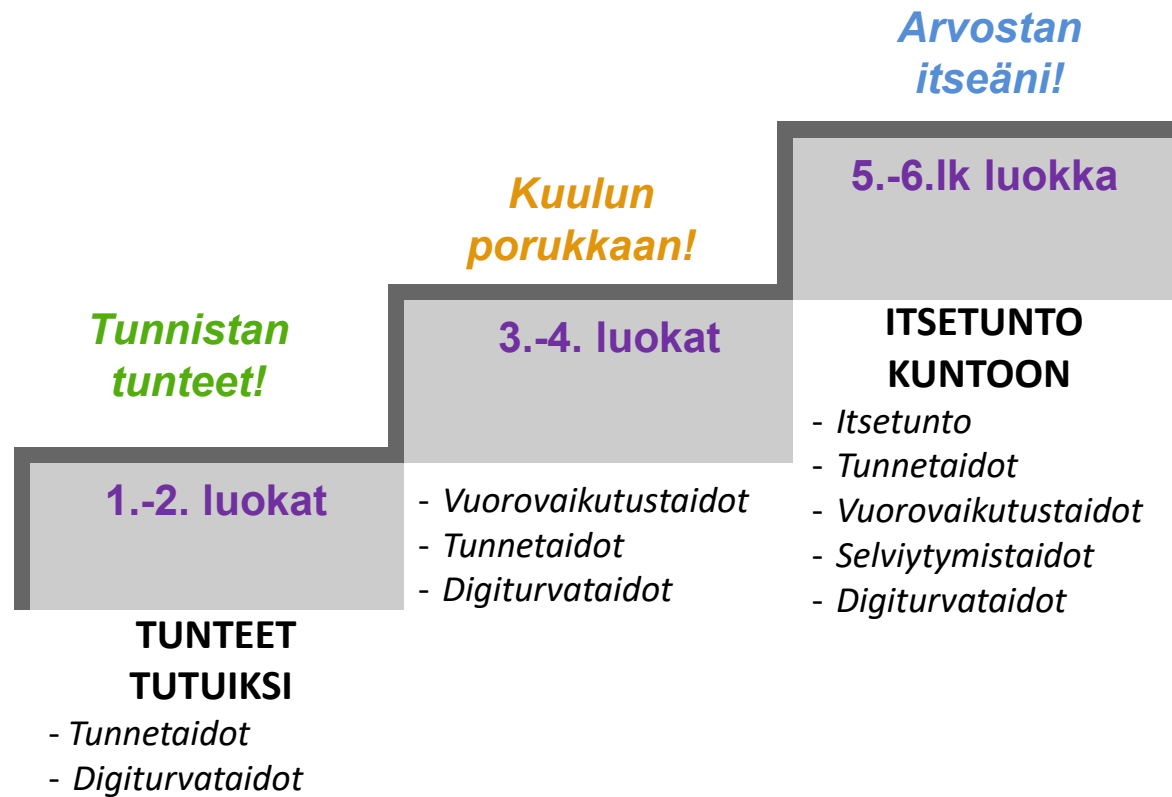 Tunnistan
tunteet!
1.-2. luokat
TUNTEET
TUTUIKSI
- Tunnetaidot
- Digiturvataidot
Kuulun
porukkaan!
3.-4. luokat
- Vuorovaikutustaidot
- Tunnetaidot
- Digiturvataidot
Arvostan
itseäni!
5.-6.lk luokka
ITSETUNTO
KUNTOON
- Itsetunto
- Tunnetaidot
- Vuorovaikutustaidot
- Selviytymistaidot
- Digiturvataidot